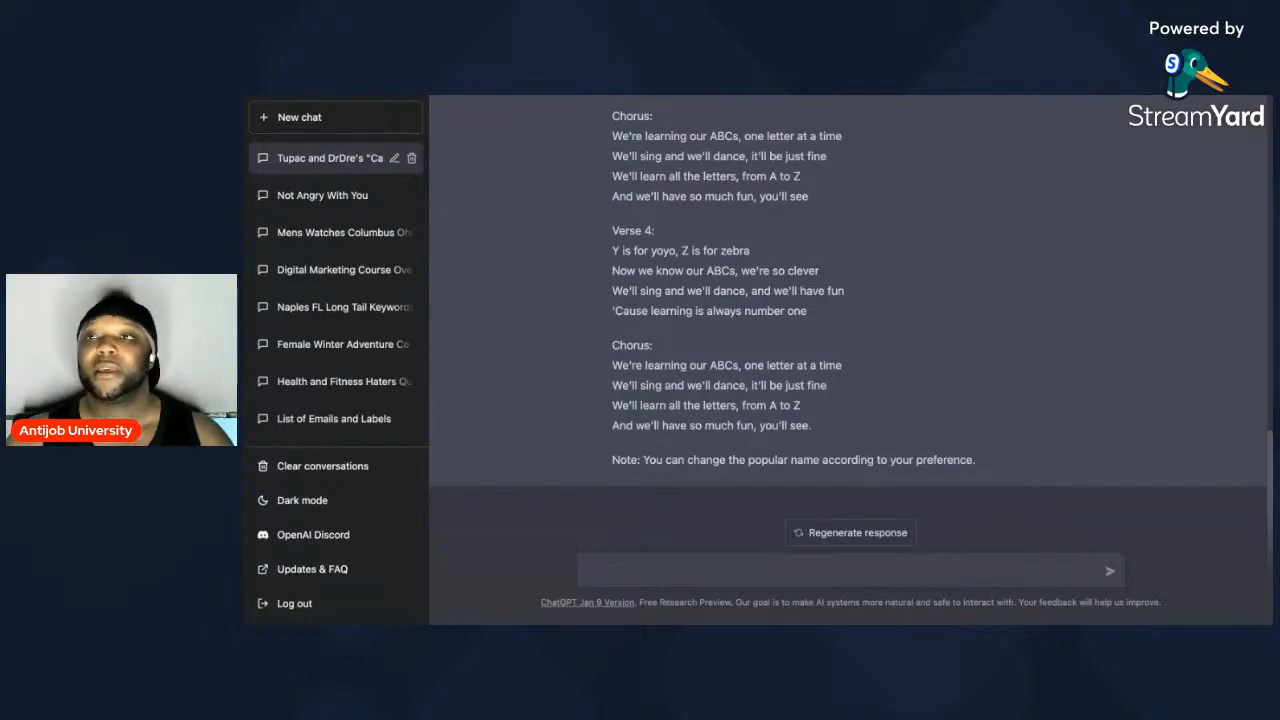 Powered by
S
StreamYard
New chat
Tupac and DrDre's "Ca
Not Angry With You
Mens Watches Columbus Oh
Digital Marketing Course Ove
Naples FL Long Tail Keywords
Female Winter Adventure Co
Health and Fitness Haters Qu
List of Emails and Labels
Clear conversations
Dark mode
OpenAI Discord
Updates & FAQ
Log out
Antijob University
Chorus:
We're learning our ABCs, one letter at a time
We'll sing and we'll dance, it'll be just fine
We'll learn all the letters, from A to Z
And we'll have so much fun, you'll see
Verse 4:
Y is for yoyo, Z is for zebra
Now we know our ABCs, we're so clever
We'll sing and we'll dance, and we'll have fun
'Cause learning is always number one
Chorus:
We're learning our ABCs, one letter at a time
We'll sing and we'll dance, it'll be just fine
We'll learn all the letters, from A to Z
And we'll have so much fun, you'll see.
Note: You can change the popular name according to your preference.
Regenerate response
ChatGPT Jan 9 Version. Free Research Preview. Our goal is to make AI systems more natural and safe to interact with. Your feedback will help us improve.